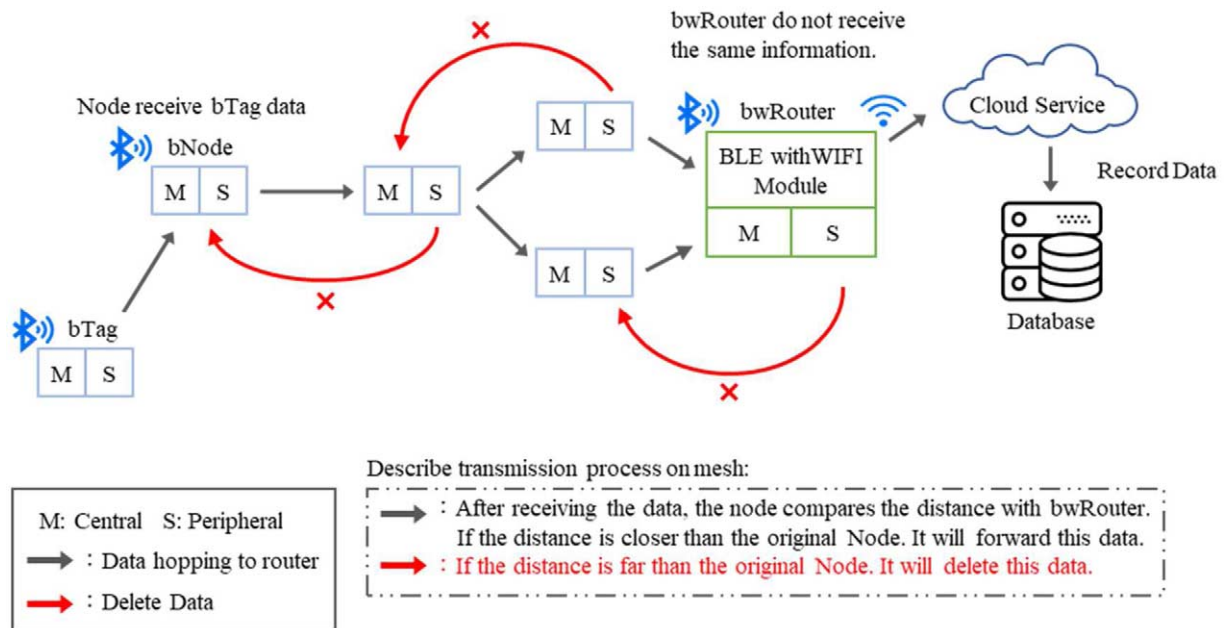 bwRouter do not receive
the same information.
Node receive bTag data
bNode
M S
M S
M S
M S
bwRouter
BLE withWIFI
Module
M S
Cloud Service
Record Data
Database
bTag
M S
Describe transmission process on mesh:
M: Central S: Peripheral
: Data hopping to router
: Delete Data
: After receiving the data, the node compares the distance with bwRouter.
If the distance is closer than the original Node. It will forward this data.
: If the distance is far than the original Node. It will delete this data.